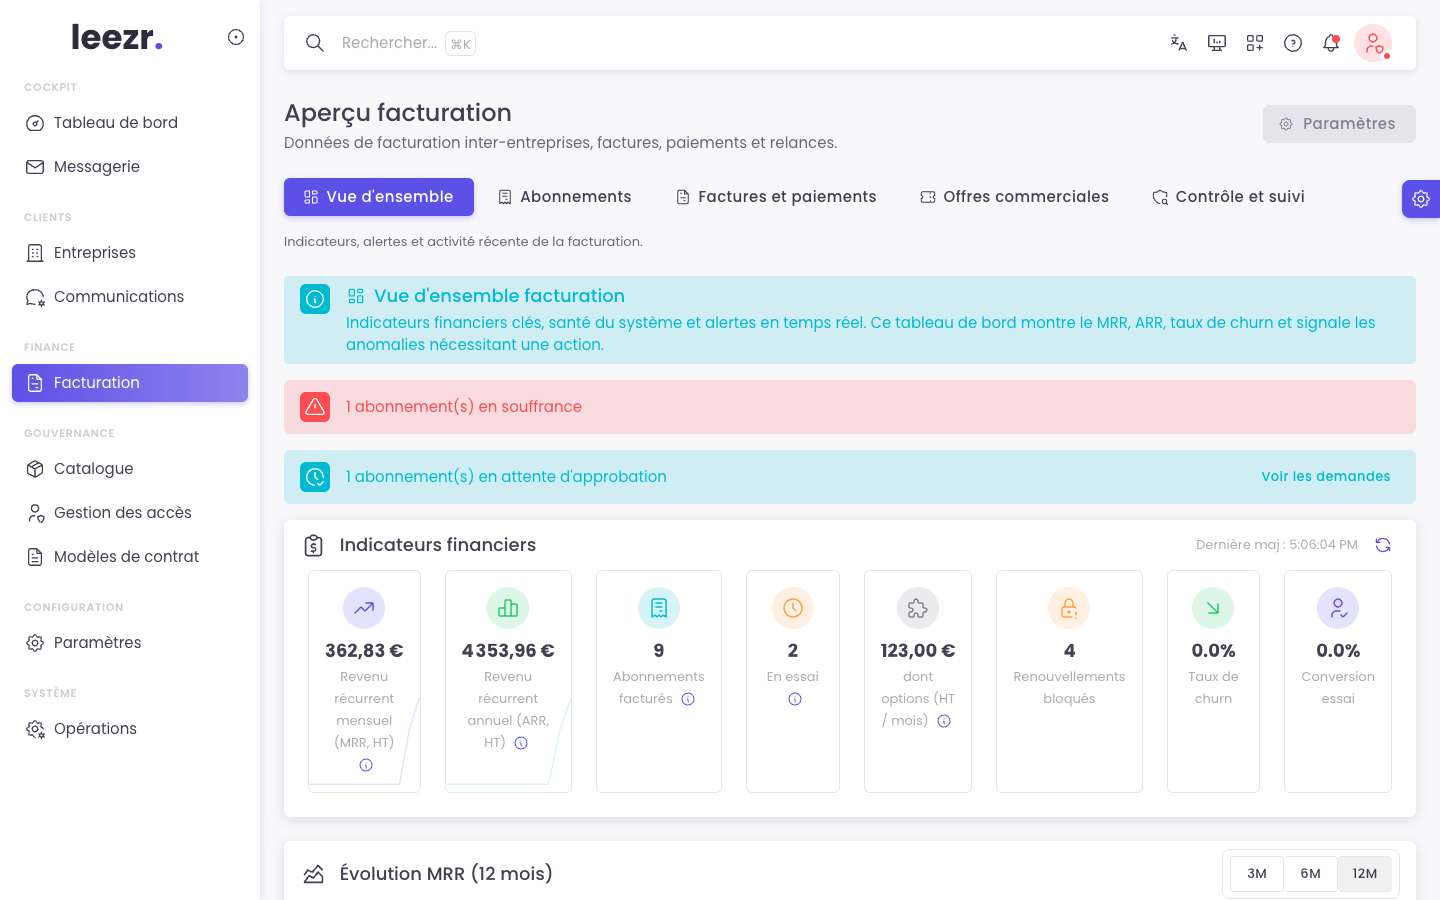 leezr.
COCKPIT
Tableau de bord
Messagerie
CLIENTS
Entreprises
Communications
FINANCE
Facturation
GOUVERNANCE
Catalogue
Gestion des accès
Modèles de contrat
CONFIGURATION
Paramètres
SYSTÈME
Opérations
Rechercher... ⌘K
Aperçu facturation
Données de facturation inter-entreprises, factures, paiements et relances.
Paramètres
Vue d'ensemble
Abonnements
Factures et paiements
Offres commerciales
Contrôle et suivi
Indicateurs, alertes et activité récente de la facturation.
Vue d'ensemble facturation
Indicateurs financiers clés, santé du système et alertes en temps réel. Ce tableau de bord montre le MRR, ARR, taux de churn et signale les
anomalies nécessitant une action.
1 abonnement(s) en souffrance
1 abonnement(s) en attente d'approbation
Voir les demandes
Indicateurs financiers
Dernière maj : 5:06:04 PM
362,83 €
Revenu
récurrent
mensuel
(MRR, HT)
4 353,96 €
Revenu
récurrent
annuel (ARR,
HT)
9
Abonnements
facturés
2
En essai
123,00 €
dont
options (HT
/ mois)
4
Renouvellements
bloqués
0.0%
Taux de
churn
0.0%
Conversion
essai
Évolution MRR (12 mois)
3M
6M
12M